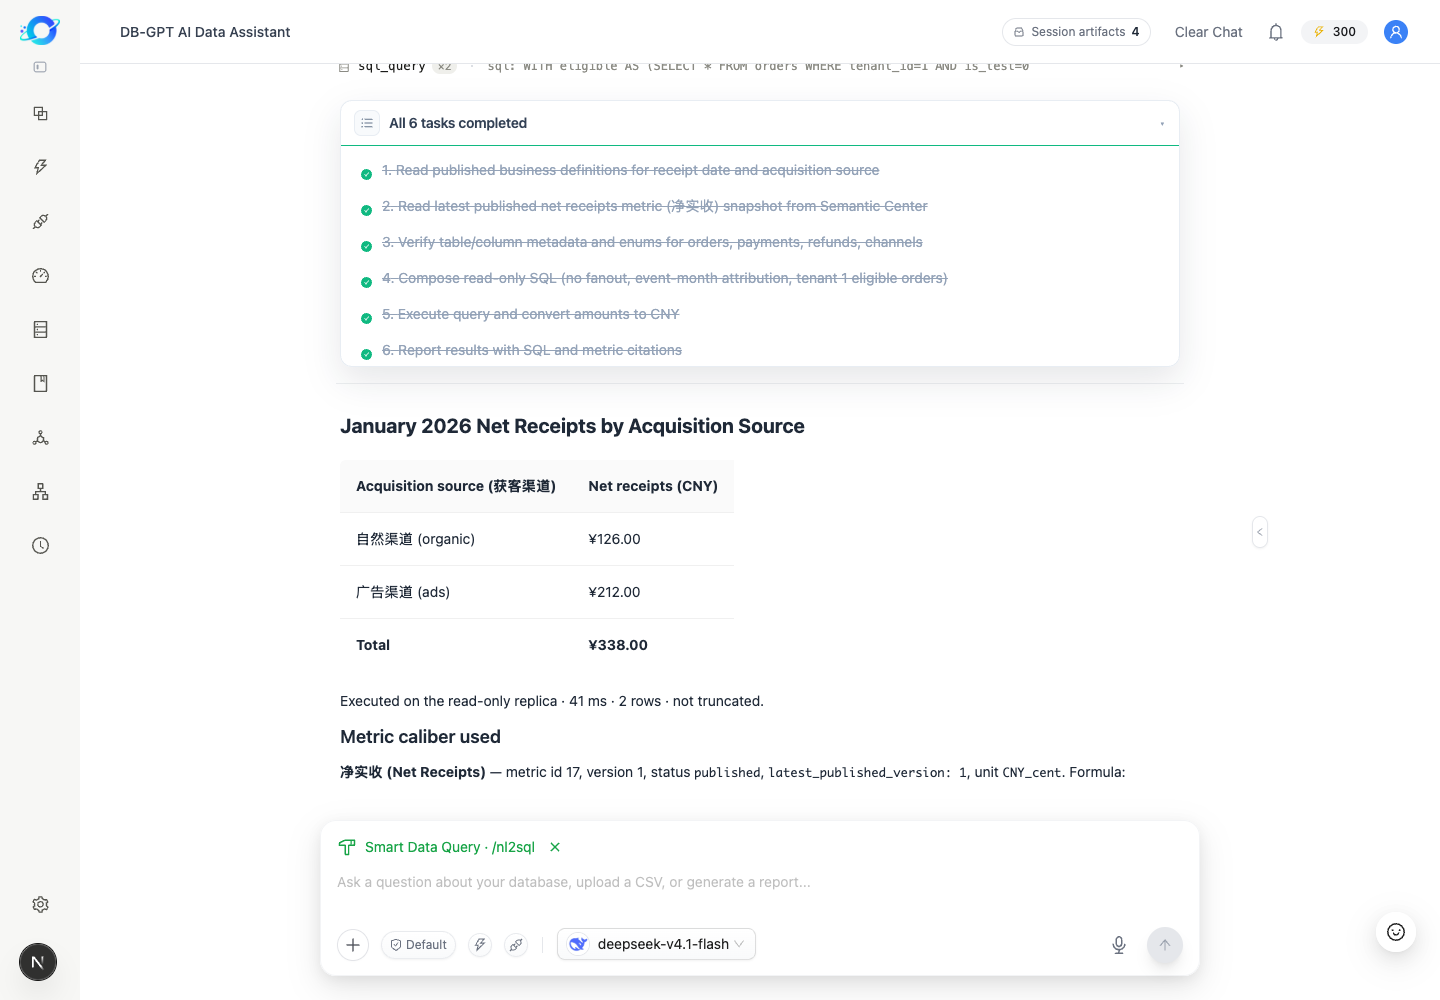 DB-GPT AI Data Assistant
Session artifacts 4
Clear Chat
300
sql_query ×2 · sql: WITH eligible AS (SELECT * FROM orders WHERE tenant_id=1 AND is_test=0
All 6 tasks completed
1. Read published business definitions for receipt date and acquisition source
2. Read latest published net receipts metric (净实收) snapshot from Semantic Center
3. Verify table/column metadata and enums for orders, payments, refunds, channels
4. Compose read-only SQL (no fanout, event-month attribution, tenant 1 eligible orders)
5. Execute query and convert amounts to CNY
6. Report results with SQL and metric citations
January 2026 Net Receipts by Acquisition Source
Acquisition source (获客渠道) Net receipts (CNY)
自然渠道 (organic) ¥126.00
广告渠道 (ads) ¥212.00
Total ¥338.00
Executed on the read-only replica · 41 ms · 2 rows · not truncated.
Metric caliber used
净实收 (Net Receipts) — metric id 17, version 1, status published, latest_published_version: 1, unit CNY_cent. Formula:
Smart Data Query · /nl2sql
Ask a question about your database, upload a CSV, or generate a report...
Default
deepseek-v4.1-flash
N